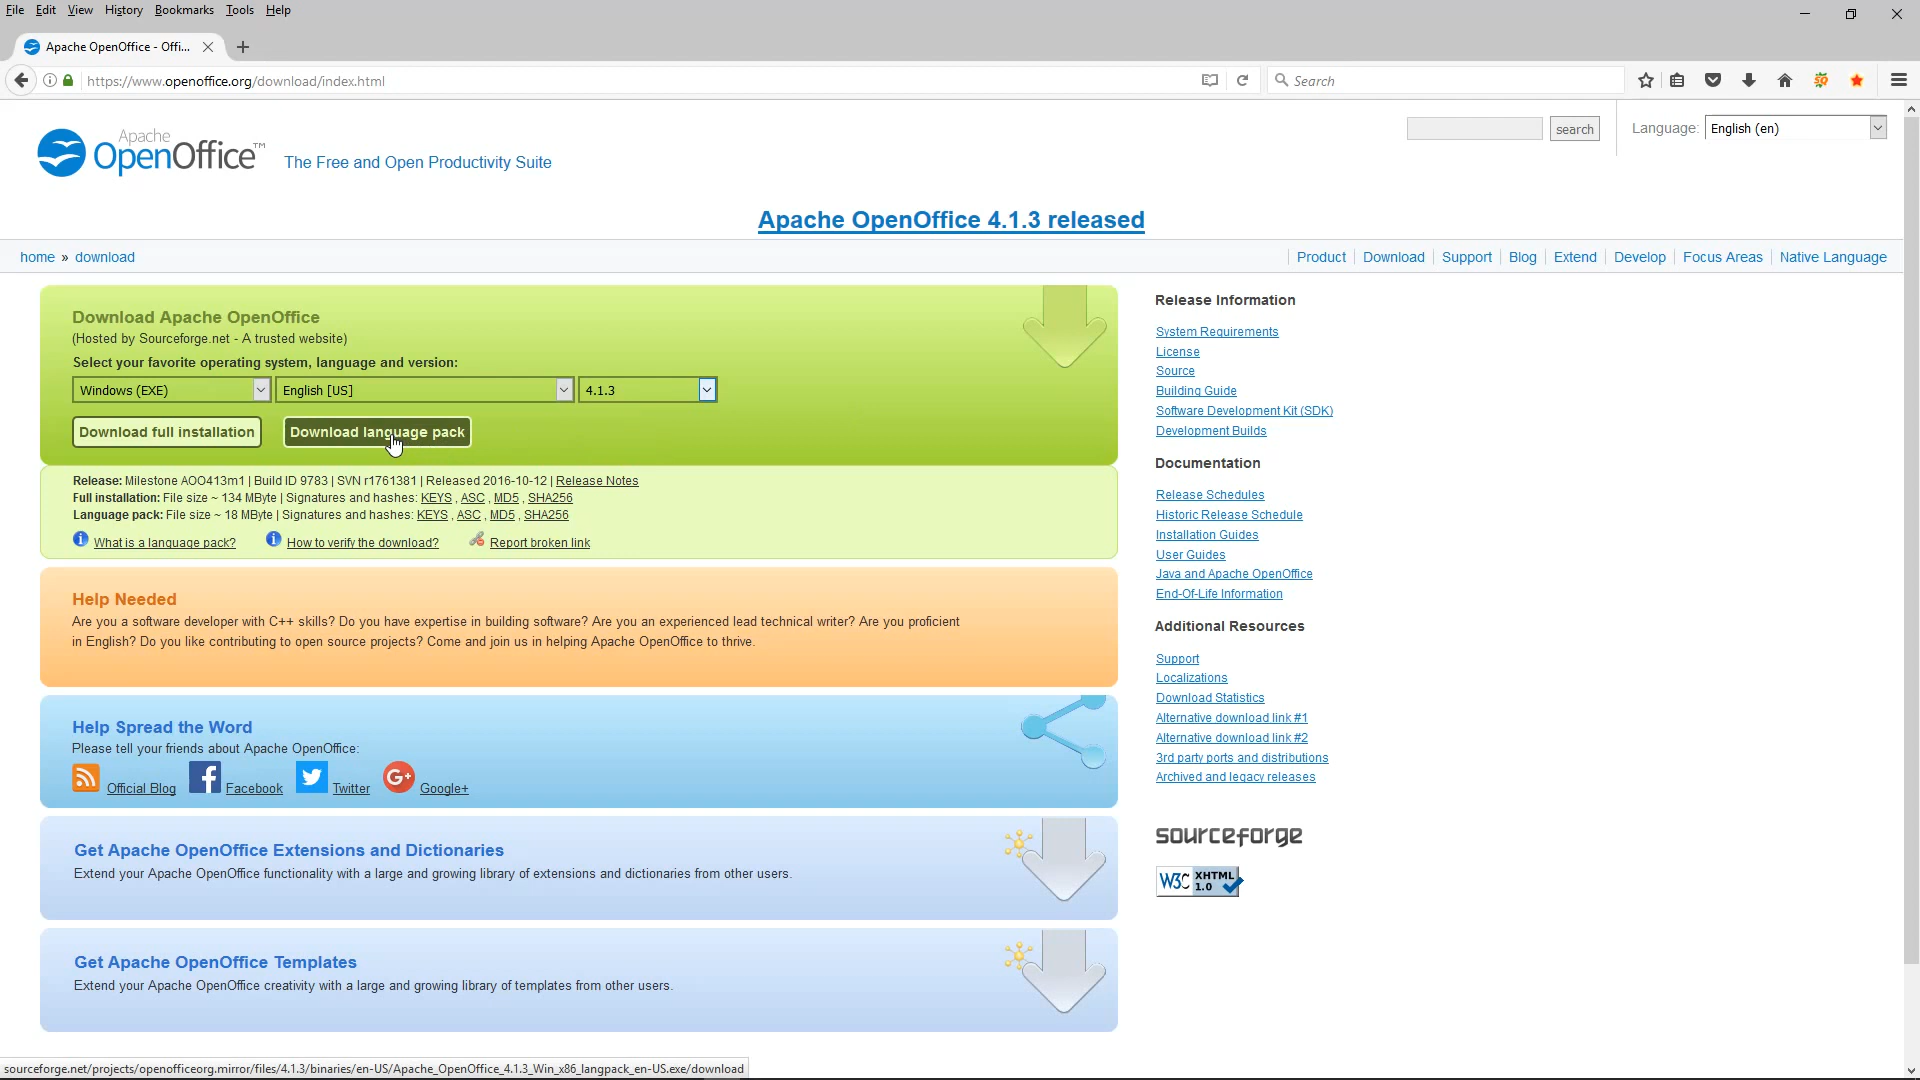 File Edit View History Bookmarks Tools Help
Apache OpenOffice - Offi...
https://www.openoffice.org/download/index.html
Search
Apache
OpenOffice™ The Free and Open Productivity Suite
search
Language: English (en)
Apache OpenOffice 4.1.3 released
home » download
Product Download Support Blog Extend Develop Focus Areas Native Language
Download Apache OpenOffice
(Hosted by Sourceforge.net - A trusted website)
Select your favorite operating system, language and version:
Windows (EXE) English [US] 4.1.3
Download full installation Download language pack
Release: Milestone AOO413m1 | Build ID 9783 | SVN r1761381 | Released 2016-10-12 | Release Notes
Full installation: File size ~ 134 MByte | Signatures and hashes: KEYS , ASC , MD5 , SHA256
Language pack: File size ~ 18 MByte | Signatures and hashes: KEYS , ASC , MD5 , SHA256
What is a language pack? How to verify the download? Report broken link
Help Needed
Are you a software developer with C++ skills? Do you have expertise in building software? Are you an experienced lead technical writer? Are you proficient
in English? Do you like contributing to open source projects? Come and join us in helping Apache OpenOffice to thrive.
Help Spread the Word
Please tell your friends about Apache OpenOffice:
Official Blog Facebook Twitter G+ Google+
Get Apache OpenOffice Extensions and Dictionaries
Extend your Apache OpenOffice functionality with a large and growing library of extensions and dictionaries from other users.
Get Apache OpenOffice Templates
Extend your Apache OpenOffice creativity with a large and growing library of templates from other users.
Release Information
System Requirements
License
Source
Building Guide
Software Development Kit (SDK)
Development Builds
Documentation
Release Schedules
Historic Release Schedule
Installation Guides
User Guides
Java and Apache OpenOffice
End-Of-Life Information
Additional Resources
Support
Localizations
Download Statistics
Alternative download link #1
Alternative download link #2
3rd party ports and distributions
Archived and legacy releases
sourceforge
W3C XHTML 1.0
sourceforge.net/projects/openofficeorg.mirror/files/4.1.3/binaries/en-US/Apache_OpenOffice_4.1.3_Win_x86_langpack_en-US.exe/download